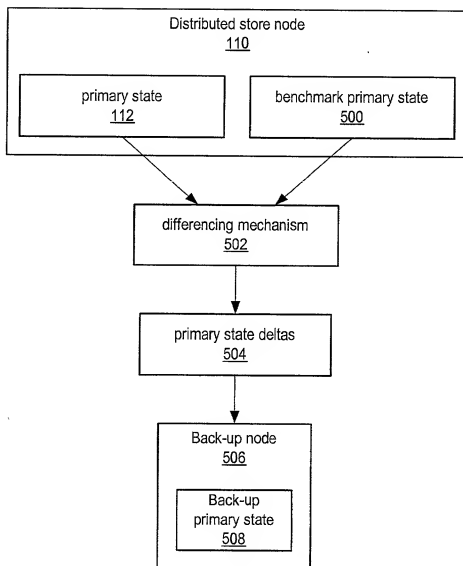 Distributed store node
110
primary state
112
benchmark primary state
500
differencing mechanism
502
primary state deltas
504
Back-up node
506
Back-up
primary state
508